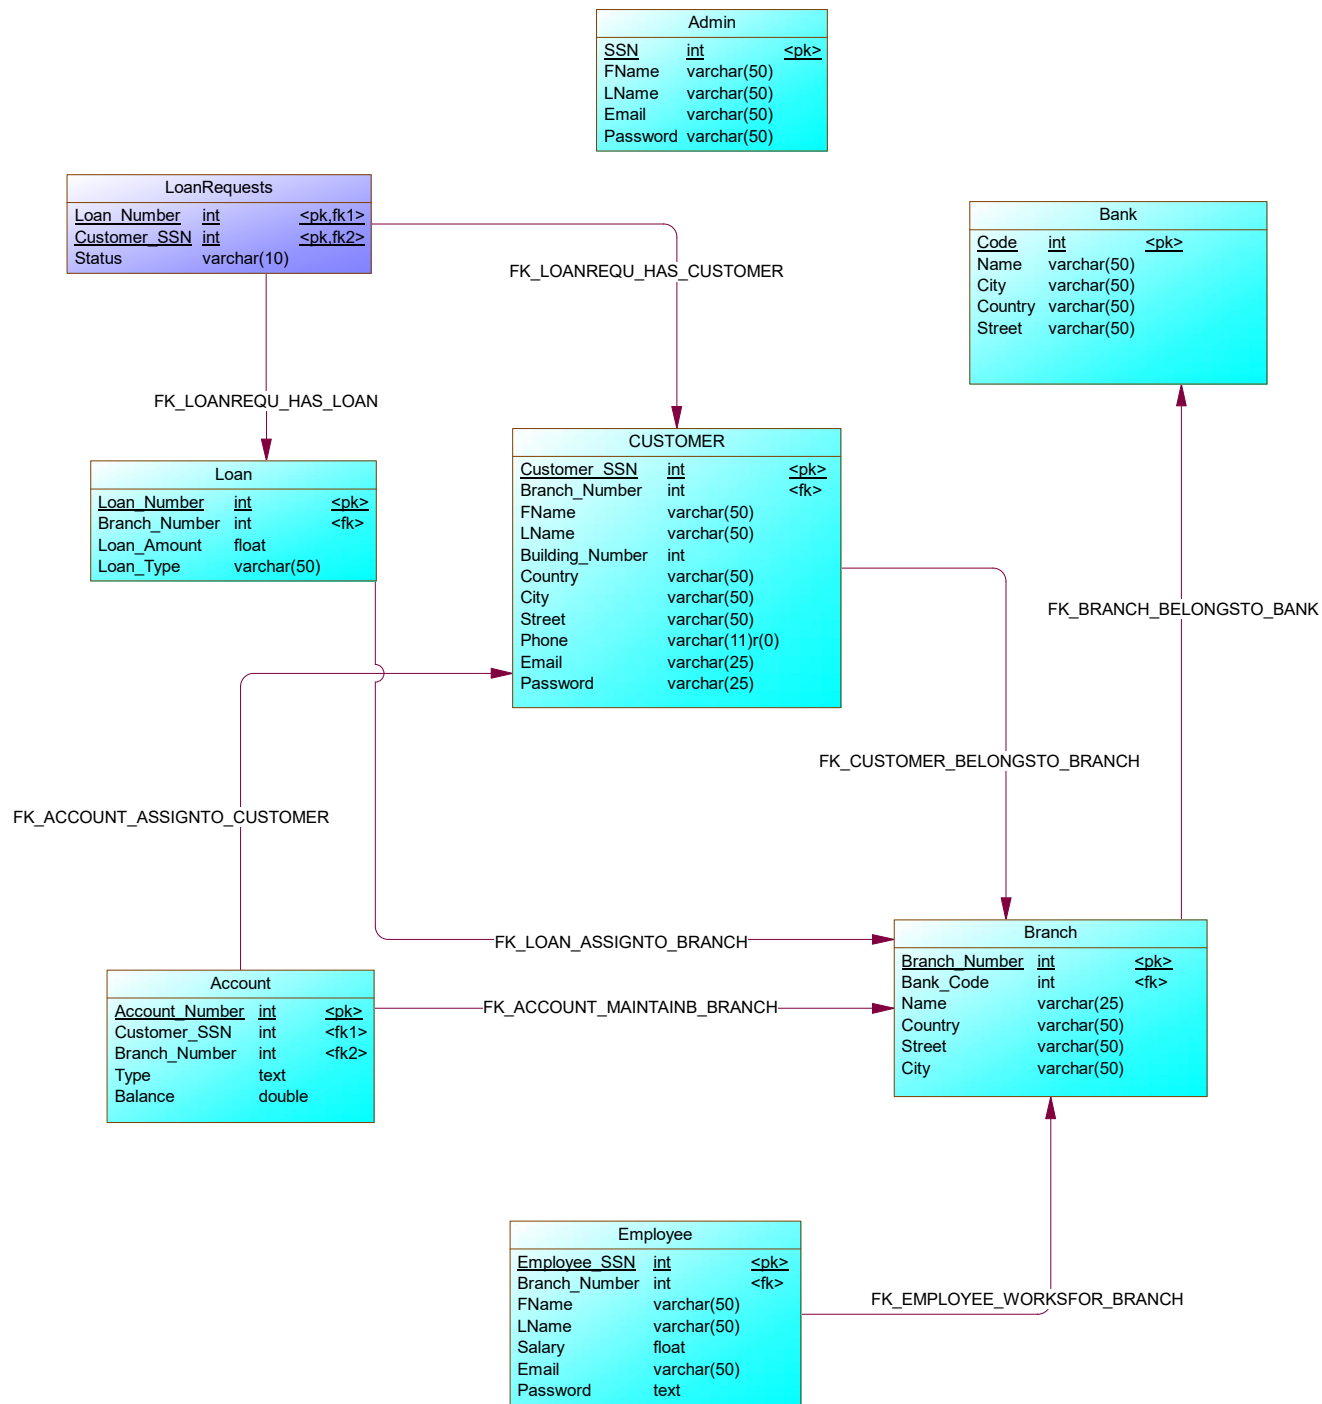 Admin
SSN int <pk>
FName varchar(50)
LName varchar(50)
Email varchar(50)
Password varchar(50)
LoanRequests
Loan_Number int <pk,fk1>
Customer_SSN int <pk,fk2>
Status varchar(10)
Bank
Code int <pk>
Name varchar(50)
City varchar(50)
Country varchar(50)
Street varchar(50)
FK_LOANREQU_HAS_CUSTOMER
FK_LOANREQU_HAS_LOAN
CUSTOMER
Customer_SSN int <pk>
Branch_Number int <fk>
FName varchar(50)
LName varchar(50)
Building_Number int
Country varchar(50)
City varchar(50)
Street varchar(50)
Phone varchar(11)r(0)
Email varchar(25)
Password varchar(25)
Loan
Loan_Number int <pk>
Branch_Number int <fk>
Loan_Amount float
Loan_Type varchar(50)
FK_BRANCH_BELONGSTO_BANK
FK_CUSTOMER_BELONGSTO_BRANCH
FK_ACCOUNT_ASSIGNTO_CUSTOMER
FK_LOAN_ASSIGNTO_BRANCH
Branch
Branch_Number int <pk>
Bank_Code int <fk>
Name varchar(25)
Country varchar(50)
Street varchar(50)
City varchar(50)
Account
Account_Number int <pk>
Customer_SSN int <fk1>
Branch_Number int <fk2>
Type text
Balance double
FK_ACCOUNT_MAINTAINB_BRANCH
Employee
Employee_SSN int <pk>
Branch_Number int <fk>
FName varchar(50)
LName varchar(50)
Salary float
Email varchar(50)
Password text
FK_EMPLOYEE_WORKSFOR_BRANCH